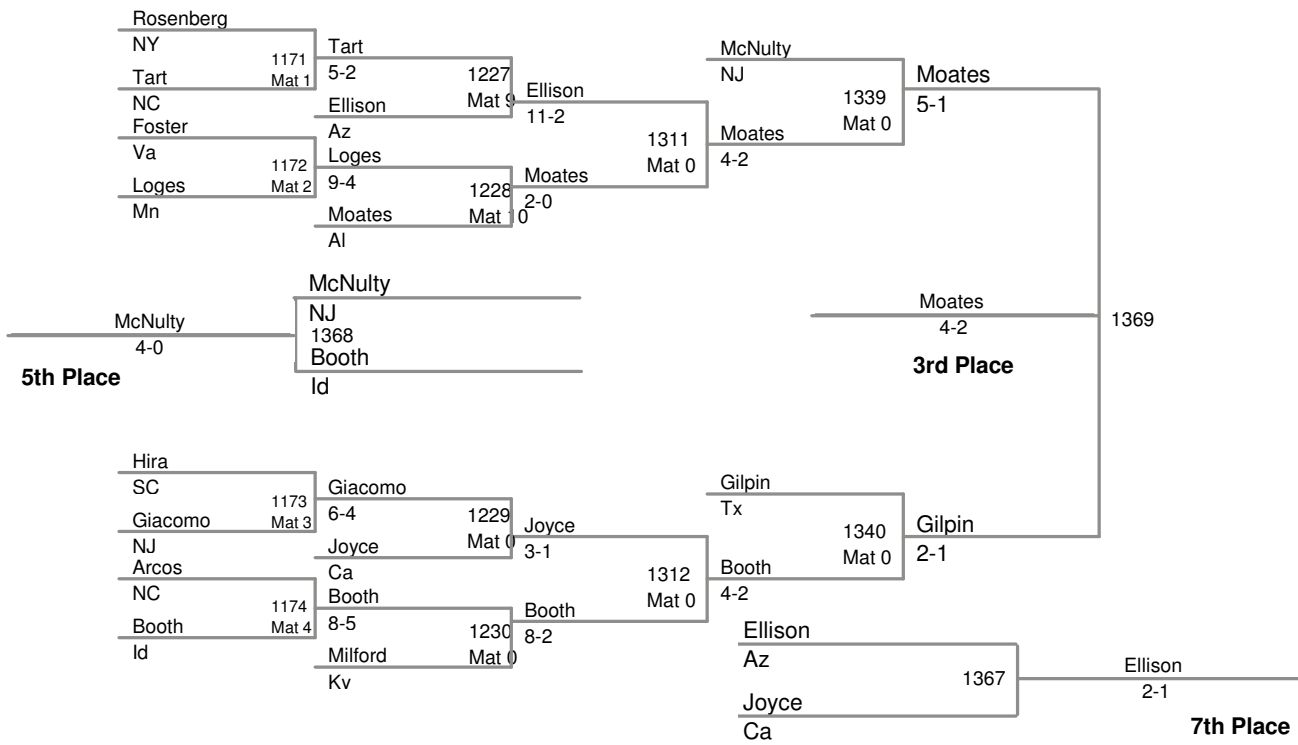 Rosenberg
NY
1171
Mat 1
Tart
NC
Tart
5-2
1227
Mat 9
Ellison
Az
Foster
Va
1172
Mat 2
Loges
Mn
Loges
9-4
1228
Mat 10
Moates
Al
Ellison
11-2
1311
Mat 0
Moates
2-0
McNulty
NJ
1339
Mat 0
Moates
4-2
Moates
5-1
McNulty
NJ
1368
Booth
Id
McNulty
4-0
5th Place
Moates
4-2
3rd Place
1369
Hira
SC
1173
Mat 3
Giacomo
NJ
Giacomo
6-4
1229
Mat 0
Joyce
Ca
Arcos
NC
1174
Mat 4
Booth
Id
Booth
8-5
1230
Mat 0
Milford
Kv
Joyce
3-1
1312
Mat 0
Booth
8-2
Gilpin
Tx
1340
Mat 0
Booth
4-2
Gilpin
2-1
Ellison
Az
1367
Joyce
Ca
Ellison
2-1
7th Place